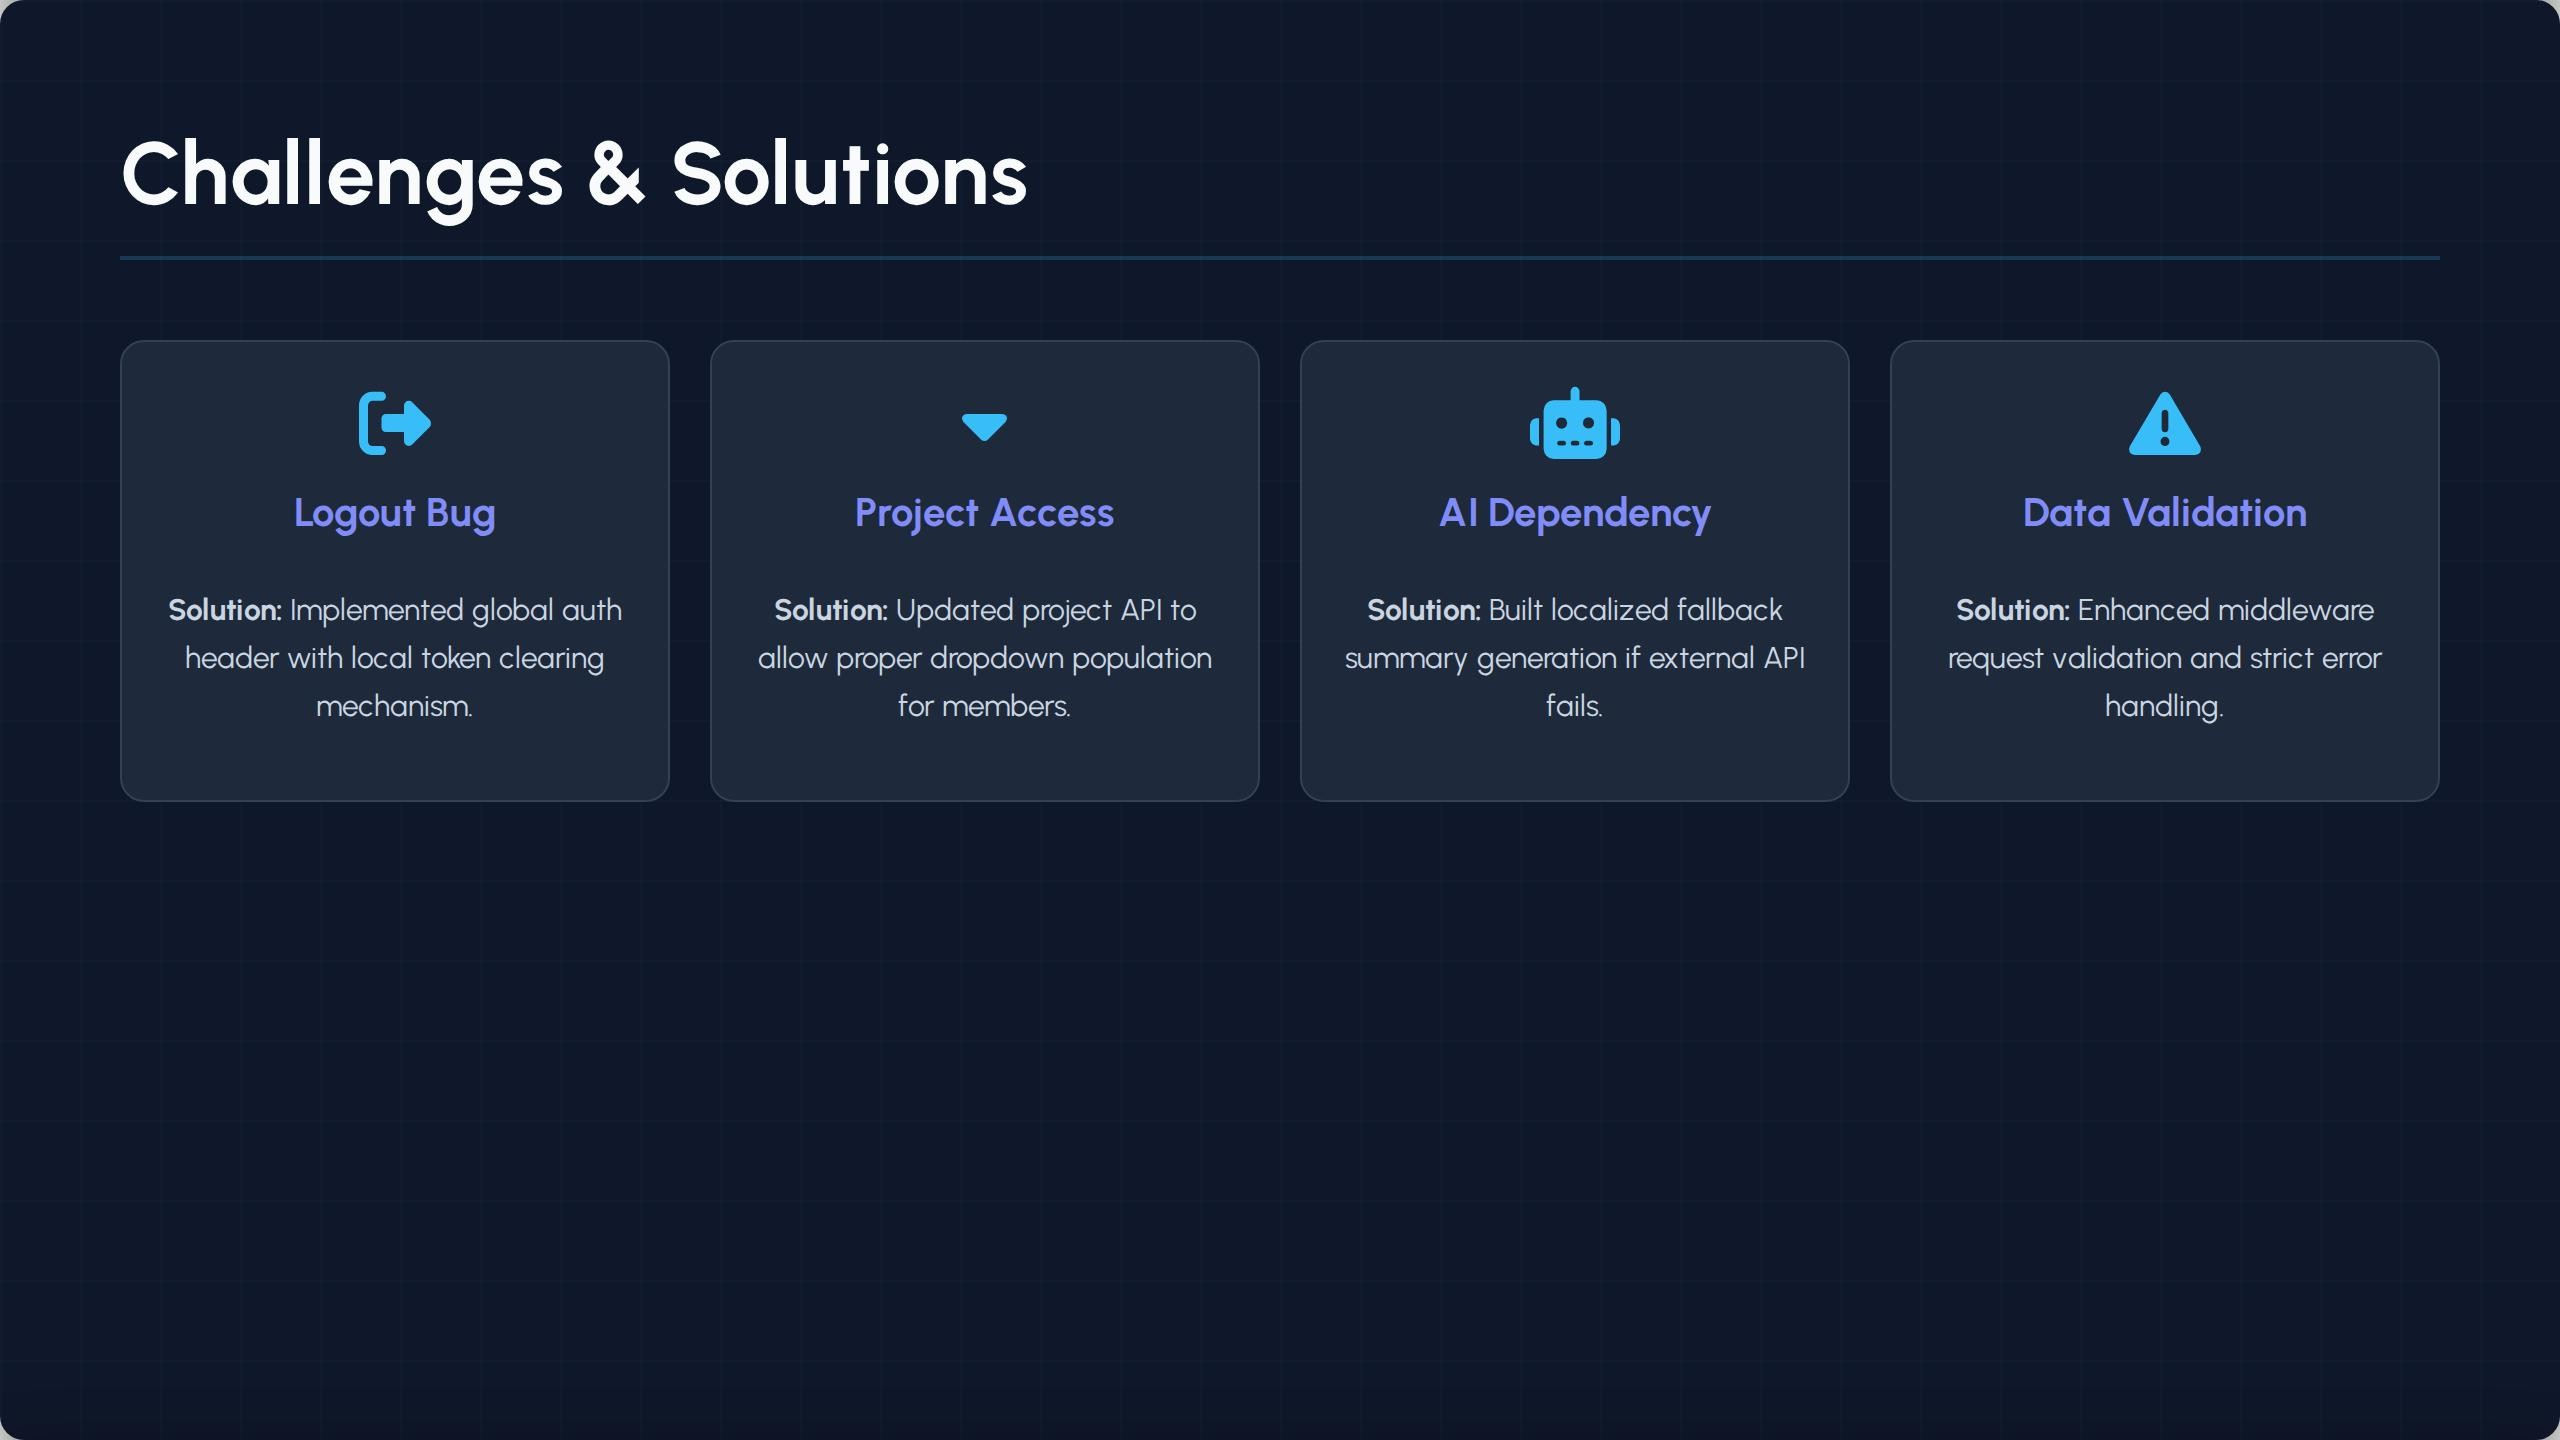 Challenges & Solutions
Logout Bug
Solution: Implemented global auth
header with local token clearing
mechanism.
Project Access
Solution: Updated project API to
allow proper dropdown population
for members.
AI Dependency
Solution: Built localized fallback
summary generation if external API
fails.
Data Validation
Solution: Enhanced middleware
request validation and strict error
handling.